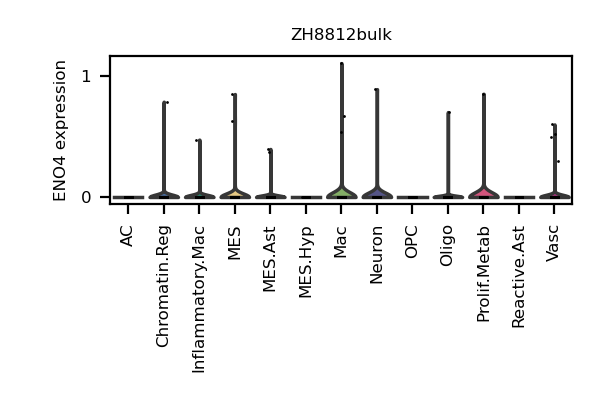 ZH8812bulk
ENO4 expression
1
0
AC
Chromatin.Reg
Inflammatory.Mac
MES
MES.Ast
MES.Hyp
Mac
Neuron
OPC
Oligo
Prolif.Metab
Reactive.Ast
Vasc